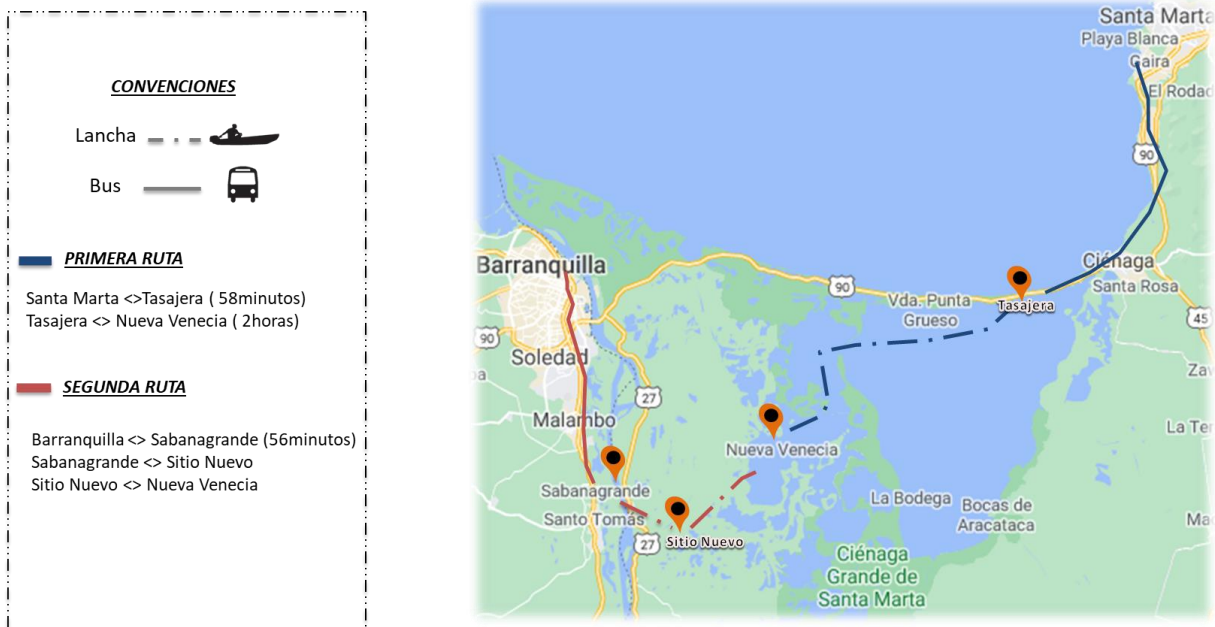 CONVENCIONES
Lancha
Bus
PRIMERA RUTA
Santa Marta <>Tasajera ( 58minutos)
Tasajera <> Nueva Venecia ( 2horas)
SEGUNDA RUTA
Barranquilla <> Sabanagrande (56minutos)
Sabanagrande <> Sitio Nuevo
Sitio Nuevo <> Nueva Venecia
Santa Marta
Playa Blanca
Gaira
El Rodad
90
Barranquilla
90
Ciénaga
Santa Rosa
Tasajera
Vda. Punta
Grueso
45
90
Soledad
Zav
27
Malambo
La Ter
Nueva Venecia
Sabanagrande
La Bodega
Bocas de
Aracataca
Santo Tomás
Mac
27
Sitio Nuevo
Ciénaga
Grande de
Santa Marta